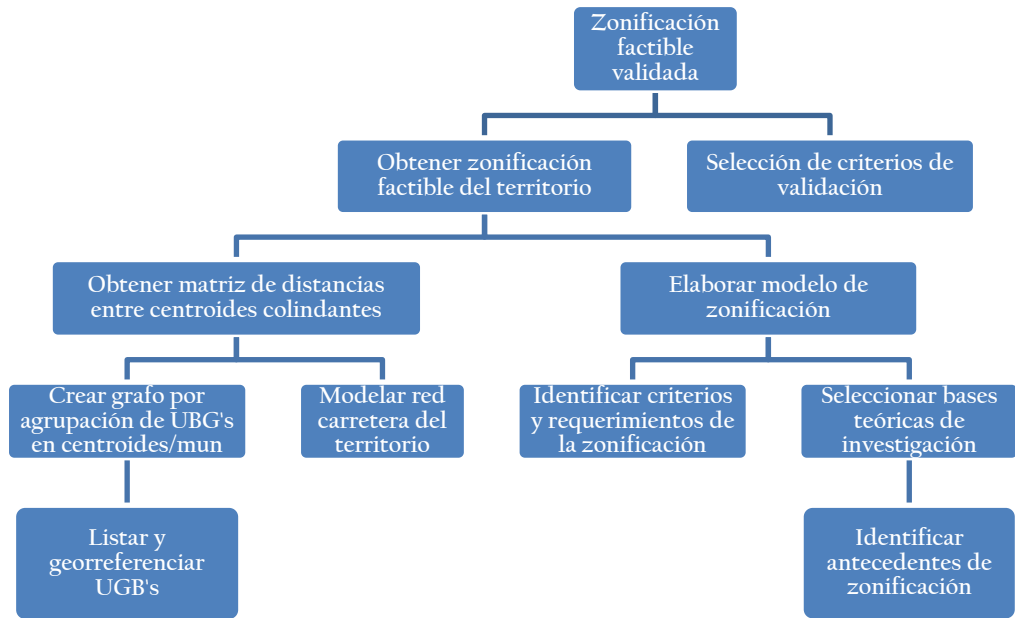 Zonificación
factible
validada
Obtener zonificación
factible del territorio
Selección de criterios de
validación
Obtener matriz de distancias
entre centroides colindantes
Elaborar modelo de
zonificación
Crear grafo por
agrupación de UBG's
en centroides/mun
Modelar red
carretera del
territorio
Identificar criterios
y requerimientos de
la zonificación
Seleccionar bases
teóricas de
investigación
Listar y
georreferenciar
UGB's
Identificar
antecedentes de
zonificación